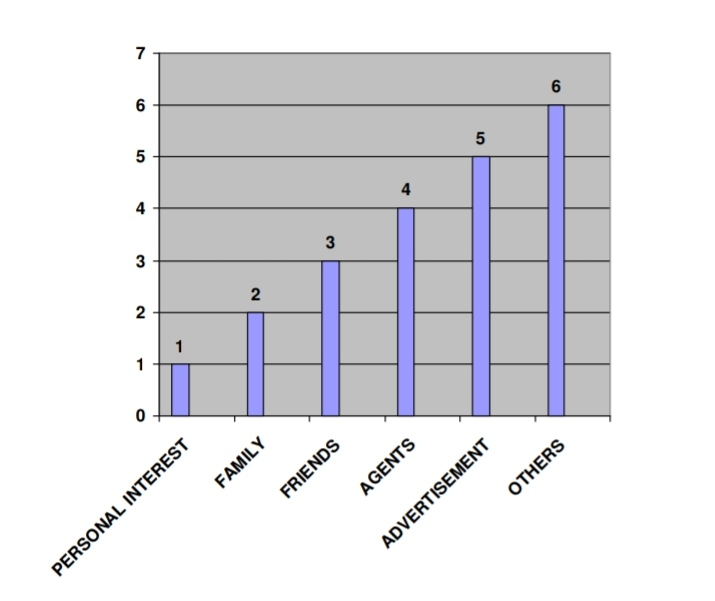 7
6
5
4
3
2
1
0
1
2
3
4
5
6
PERSONAL INTEREST
FAMILY
FRIENDS
AGENTS
ADVERTISEMENT
OTHERS